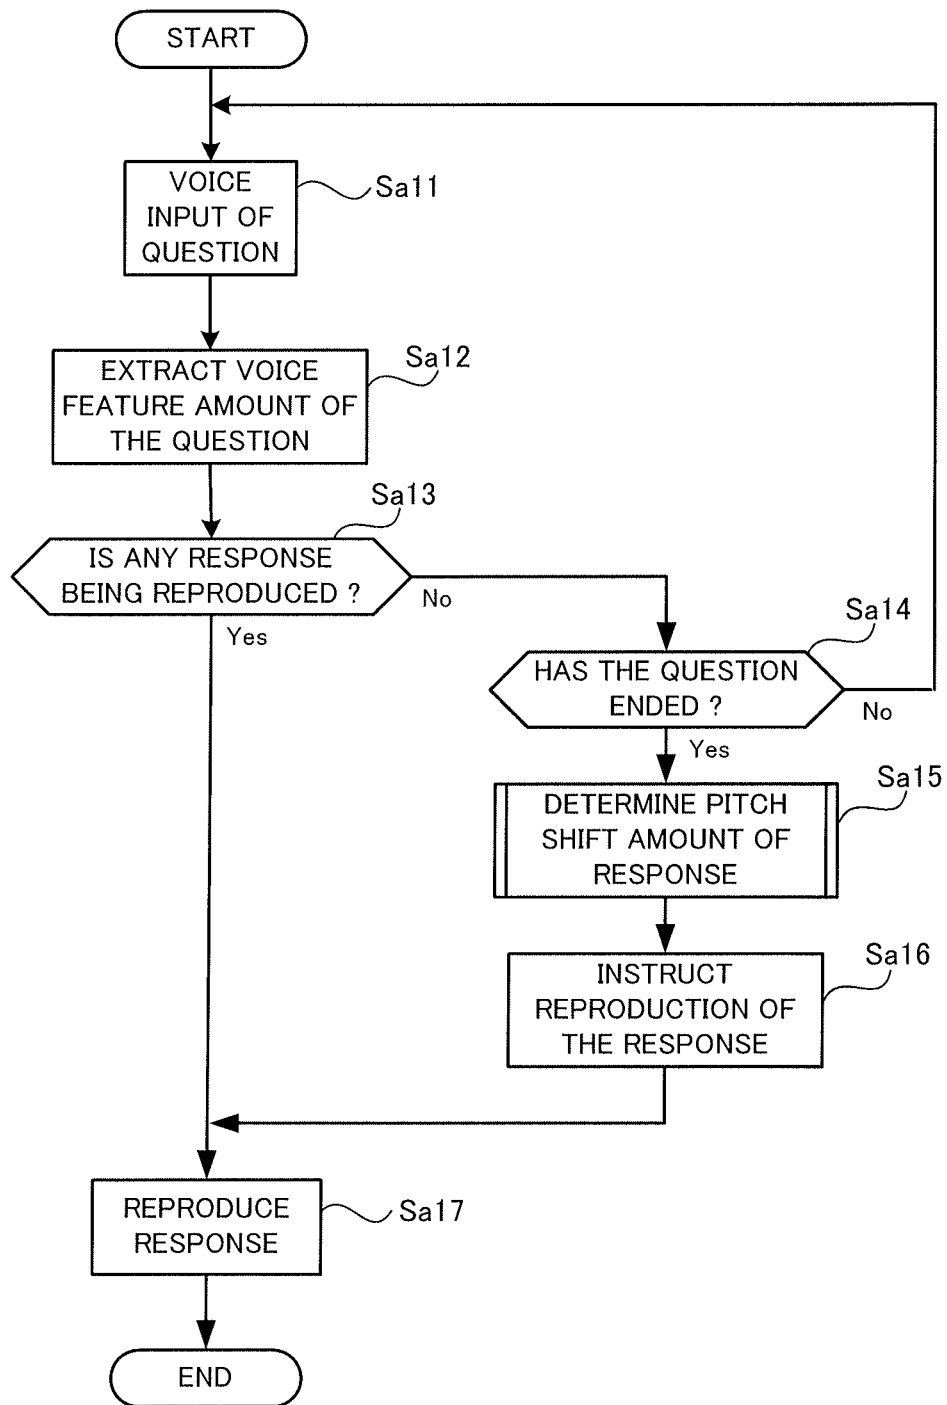 START
VOICE
INPUT OF
QUESTION
Sa11
EXTRACT VOICE
FEATURE AMOUNT OF
THE QUESTION
Sa12
IS ANY RESPONSE
BEING REPRODUCED ?
Sa13
No
Yes
HAS THE QUESTION
ENDED ?
Sa14
No
Yes
DETERMINE PITCH
SHIFT AMOUNT OF
RESPONSE
Sa15
INSTRUCT
REPRODUCTION OF
THE RESPONSE
Sa16
REPRODUCE
RESPONSE
Sa17
END